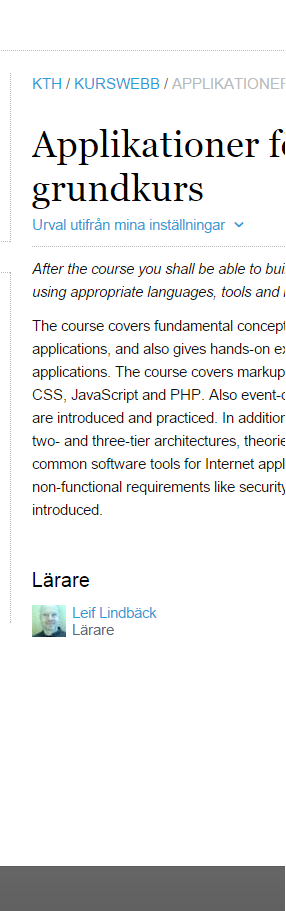 KTH / KURSWEBB / APPLIKATIONER
Applikationer f
grundkurs
Urval utifrån mina inställningar
After the course you shall be able to bui
using appropriate languages, tools and
The course covers fundamental concept
applications, and also gives hands-on ex
applications. The course covers markup
CSS, JavaScript and PHP. Also event-
are introduced and practiced. In addition
two- and three-tier architectures, theorie
common software tools for Internet appl
non-functional requirements like security
introduced.
Lärare
Leif Lindbäck
Lärare